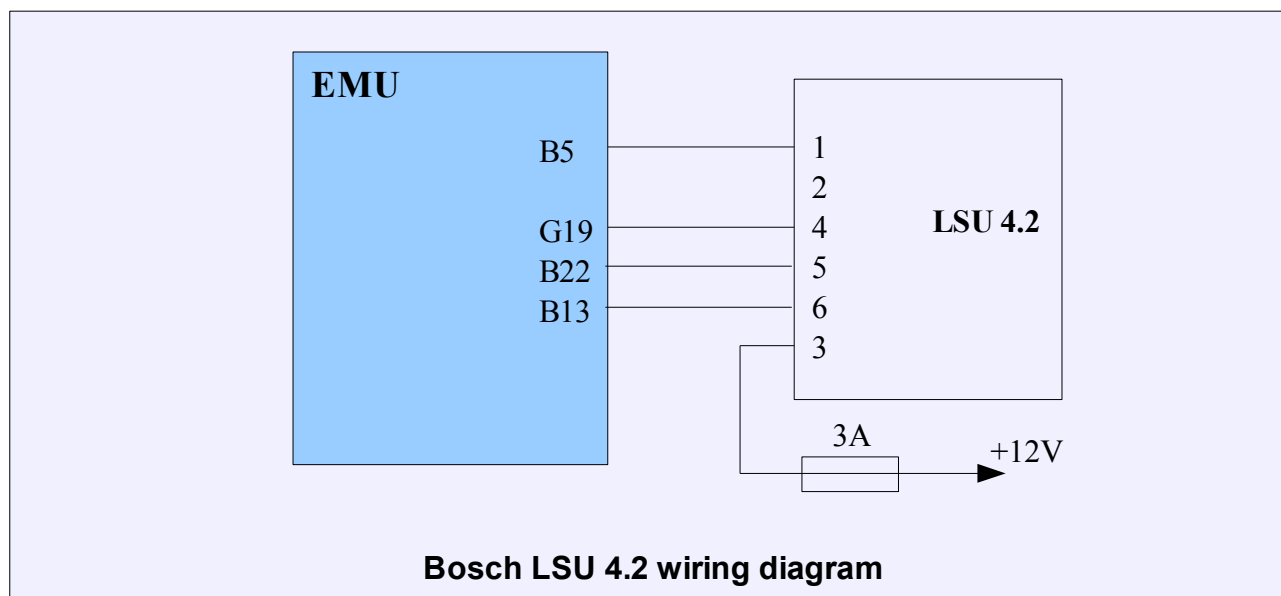 EMU
B5
G19
B22
B13
1
2
4
5
6
3
LSU 4.2
3A
+12V
Bosch LSU 4.2 wiring diagram